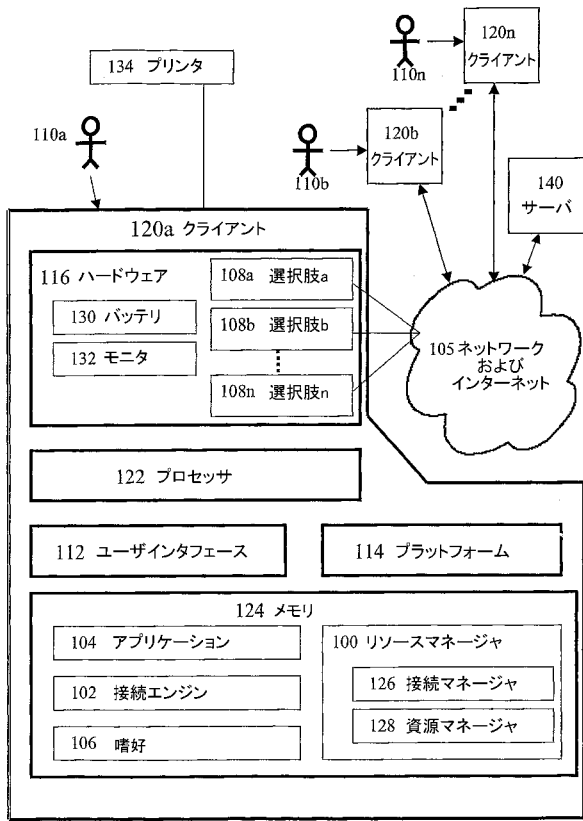 134 プリンタ
110a
110n
120n
クライアント
110b
120b
クライアント
140
サーバ
120a クライアント
116 ハードウェア
130 バッテリ
132 モニタ
108a 選択肢a
108b 選択肢b
108n 選択肢n
105 ネットワーク
および
インターネット
122 プロセッサ
112 ユーザインタフェース
114 プラットフォーム
124 メモリ
104 アプリケーション
102 接続エンジン
106 嗜好
100 リソースマネージャ
126 接続マネージャ
128 資源マネージャ